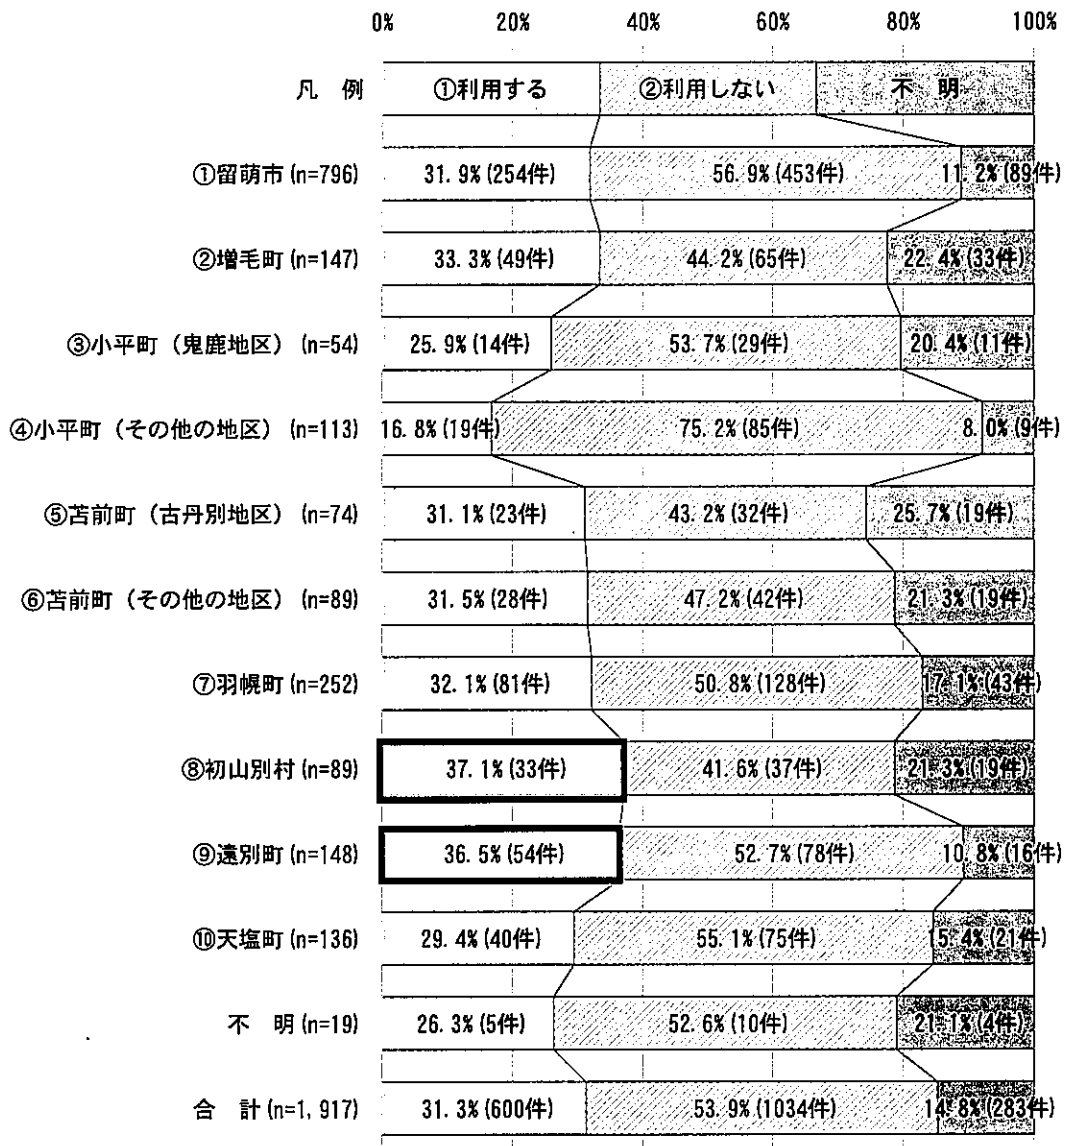 0% 20% 40% 60% 80% 100%
凡 例 ①利用する ②利用しない 不 明
①留萌市(n=796) 31.9%(254件) 56.9%(453件) 11.2%(89件)
②増毛町(n=147) 33.3%(49件) 44.2%(65件) 22.4%(33件)
③小平町（鬼鹿地区）(n=54) 25.9%(14件) 53.7%(29件) 20.4%(11件)
④小平町（その他の地区）(n=113) 16.8%(19件) 75.2%(85件) 8.0%(9件)
⑤苫前町（古丹別地区）(n=74) 31.1%(23件) 43.2%(32件) 25.7%(19件)
⑥苫前町（その他の地区）(n=89) 31.5%(28件) 47.2%(42件) 21.3%(19件)
⑦羽幌町(n=252) 32.1%(81件) 50.8%(128件) 17.1%(43件)
⑧初山別村(n=89) 37.1%(33件) 41.6%(37件) 21.3%(19件)
⑨遠別町(n=148) 36.5%(54件) 52.7%(78件) 10.8%(16件)
⑩天塩町(n=136) 29.4%(40件) 55.1%(75件) 15.4%(21件)
不 明(n=19) 26.3%(5件) 52.6%(10件) 21.1%(4件)
合 計(n=1,917) 31.3%(600件) 53.9%(1034件) 14.8%(283件)